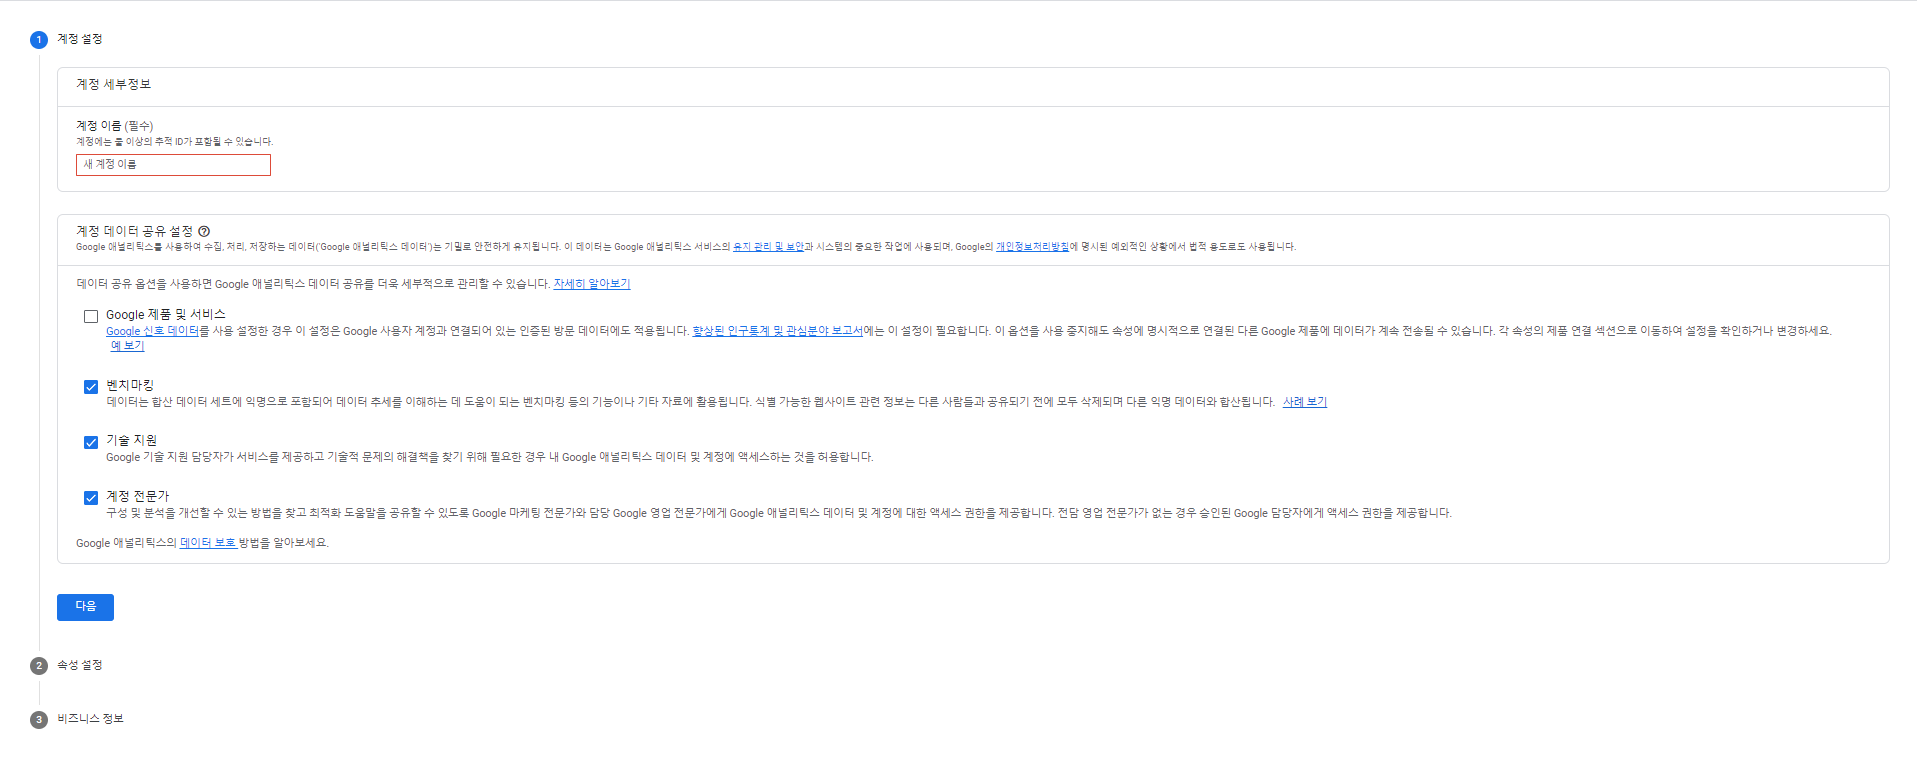 1 계정 설정
계정 세부정보
계정 이름 (필수)
계정에는 둘 이상의 추적 ID가 포함될 수 있습니다.
새 계정 이름
계정 데이터 공유 설정 ?
Google 애널리틱스를 사용하여 수집, 처리, 저장하는 데이터('Google 애널리틱스 데이터')는 기밀로 안전하게 유지됩니다. 이 데이터는 Google 애널리틱스 서비스의 유지 관리 및 보안과 시스템의 중요한 작업에 사용되며, Google의 개인정보처리방침에 명시된 예외적인 상황에서 법적 용도로도 사용됩니다.
데이터 공유 옵션을 사용하면 Google 애널리틱스 데이터 공유를 더욱 세부적으로 관리할 수 있습니다. 자세히 알아보기
Google 제품 및 서비스
Google 신호 데이터를 사용 설정한 경우 이 설정은 Google 사용자 계정과 연결되어 있는 인증된 방문 데이터에도 적용됩니다. 향상된 인구통계 및 관심분야 보고서에는 이 설정이 필요합니다. 이 옵션을 사용 중지해도 속성에 명시적으로 연결된 다른 Google 제품에 데이터가 계속 전송될 수 있습니다. 각 속성의 제품 연결 섹션으로 이동하여 설정을 확인하거나 변경하세요.
예 보기
벤치마킹
데이터는 합산 데이터 세트에 익명으로 포함되어 데이터 추세를 이해하는 데 도움이 되는 벤치마킹 등의 기능이나 기타 자료에 활용됩니다. 식별 가능한 웹사이트 관련 정보는 다른 사람들과 공유되기 전에 모두 삭제되며 다른 익명 데이터와 합산됩니다. 사례 보기
기술 지원
Google 기술 지원 담당자가 서비스를 제공하고 기술적 문제의 해결책을 찾기 위해 필요한 경우 내 Google 애널리틱스 데이터 및 계정에 액세스하는 것을 허용합니다.
계정 전문가
구성 및 분석을 개선할 수 있는 방법을 찾고 최적화 도움말을 공유할 수 있도록 Google 마케팅 전문가와 담당 Google 영업 전문가에게 Google 애널리틱스 데이터 및 계정에 대한 액세스 권한을 제공합니다. 전담 영업 전문가가 없는 경우 승인된 Google 담당자에게 액세스 권한을 제공합니다.
Google 애널리틱스의 데이터 보호 방법을 알아보세요.
다음
2 속성 설정
3 비즈니스 정보